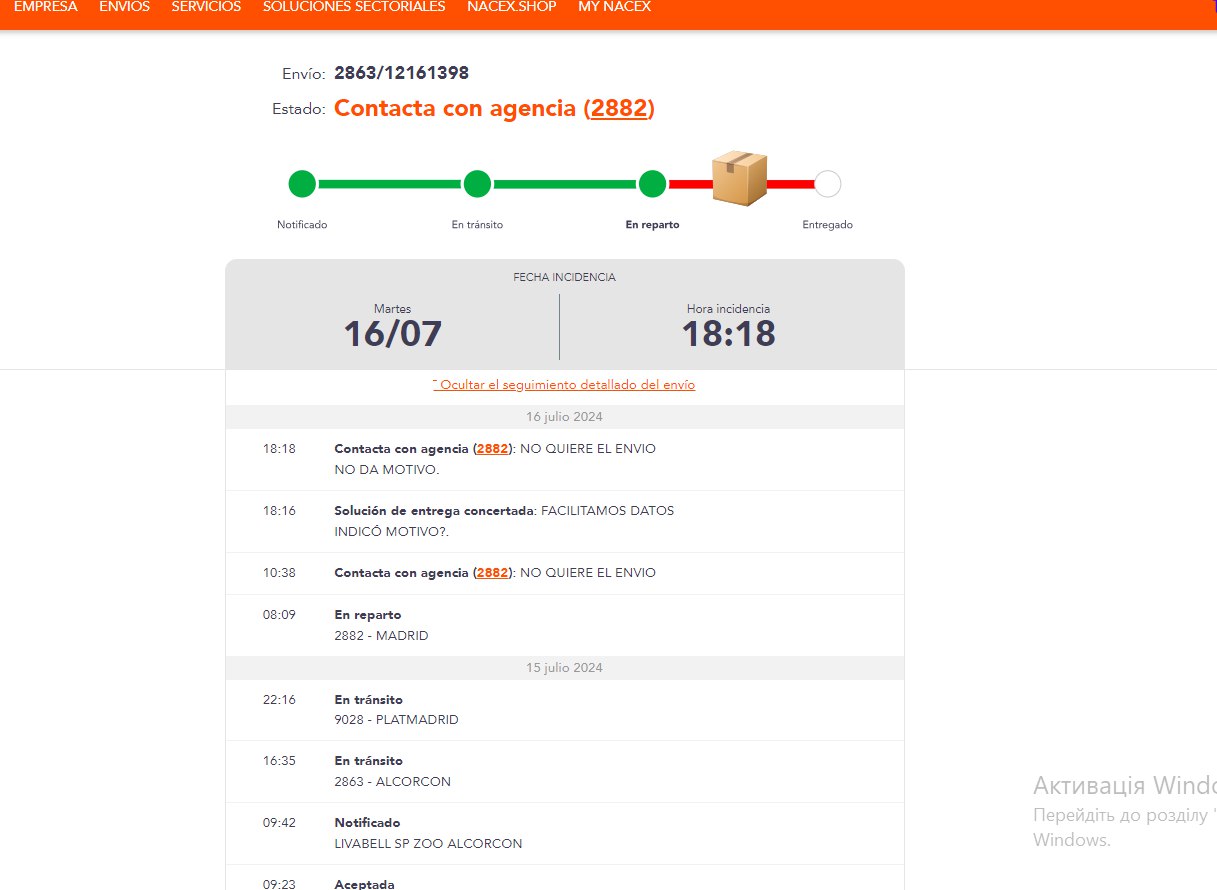 EMPRESA ENVÍOS SERVICIOS SOLUCIONES SECTORIALES NACEX.SHOP MY NACEX
Envío: 2863/12161398
Estado: Contacta con agencia (2882)
Notificado En tránsito En reparto Entregado
FECHA INCIDENCIA
Martes Hora incidencia
16/07 18:18
ˆ Ocultar el seguimiento detallado del envío
16 julio 2024
18:18 Contacta con agencia (2882): NO QUIERE EL ENVIO
NO DA MOTIVO.
18:16 Solución de entrega concertada: FACILITAMOS DATOS
INDICÓ MOTIVO?.
10:38 Contacta con agencia (2882): NO QUIERE EL ENVIO
08:09 En reparto
2882 - MADRID
15 julio 2024
22:16 En tránsito
9028 - PLATMADRID
16:35 En tránsito
2863 - ALCORCON
09:42 Notificado
LIVABELL SP ZOO ALCORCON
09:23 Aceptada
Активація Windo
Перейдіть до розділу "
Windows.